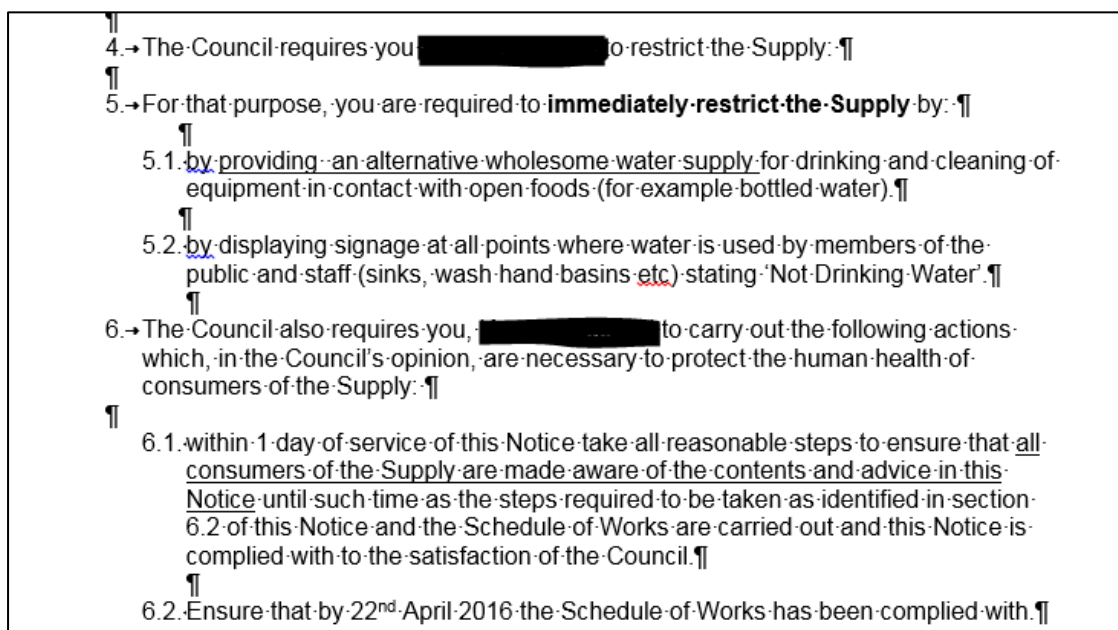 4. The Council requires you to restrict the Supply:
5. For that purpose, you are required to immediately restrict the Supply by:
5.1. by providing  an alternative wholesome water supply for drinking and cleaning of
equipment in contact with open foods (for example bottled water).
5.2. by displaying signage at all points where water is used by members of the
public and staff (sinks, wash hand basins etc) stating ‘Not Drinking Water’.
6. The Council also requires you, to carry out the following actions
which, in the Council’s opinion, are necessary to protect the human health of
consumers of the Supply:
6.1. within 1 day of service of this Notice take all reasonable steps to ensure that all
consumers of the Supply are made aware of the contents and advice in this
Notice until such time as the steps required to be taken as identified in section
6.2 of this Notice and the Schedule of Works are carried out and this Notice is
complied with to the satisfaction of the Council.
6.2. Ensure that by 22nd April 2016 the Schedule of Works has been complied with.